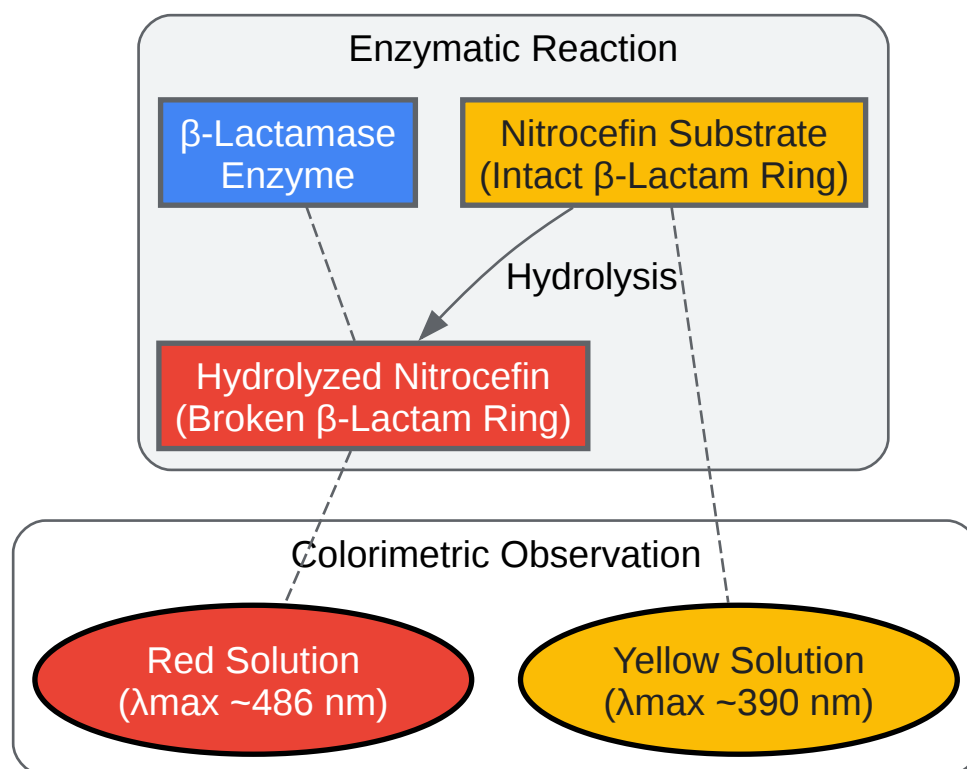 Enzymatic Reaction
β-Lactamase
Enzyme
Nitrocefin Substrate
(Intact β-Lactam Ring)
Hydrolysis
Hydrolyzed Nitrocefin
(Broken β-Lactam Ring)
Colorimetric Observation
Red Solution
(λmax ~486 nm)
Yellow Solution
(λmax ~390 nm)